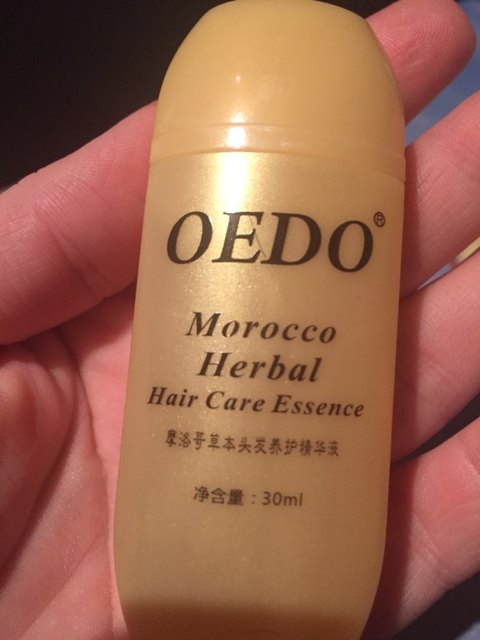 OEDO®
Morocco
Herbal
Hair Care Essence
摩洛哥草本头发养护精华液
净含量：30ml